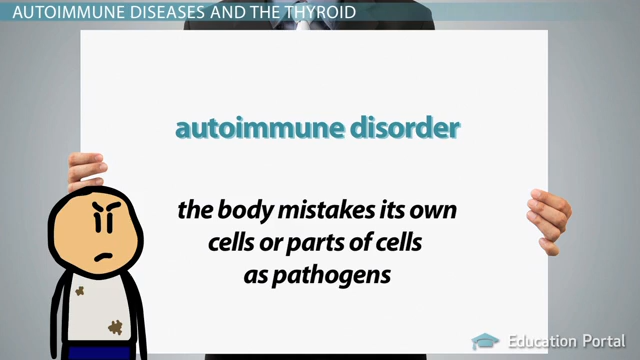 AUTOIMMUNE DISEASES AND THE THYROID
autoimmune disorder
the body mistakes its own
cells or parts of cells
as pathogens
Education Portal